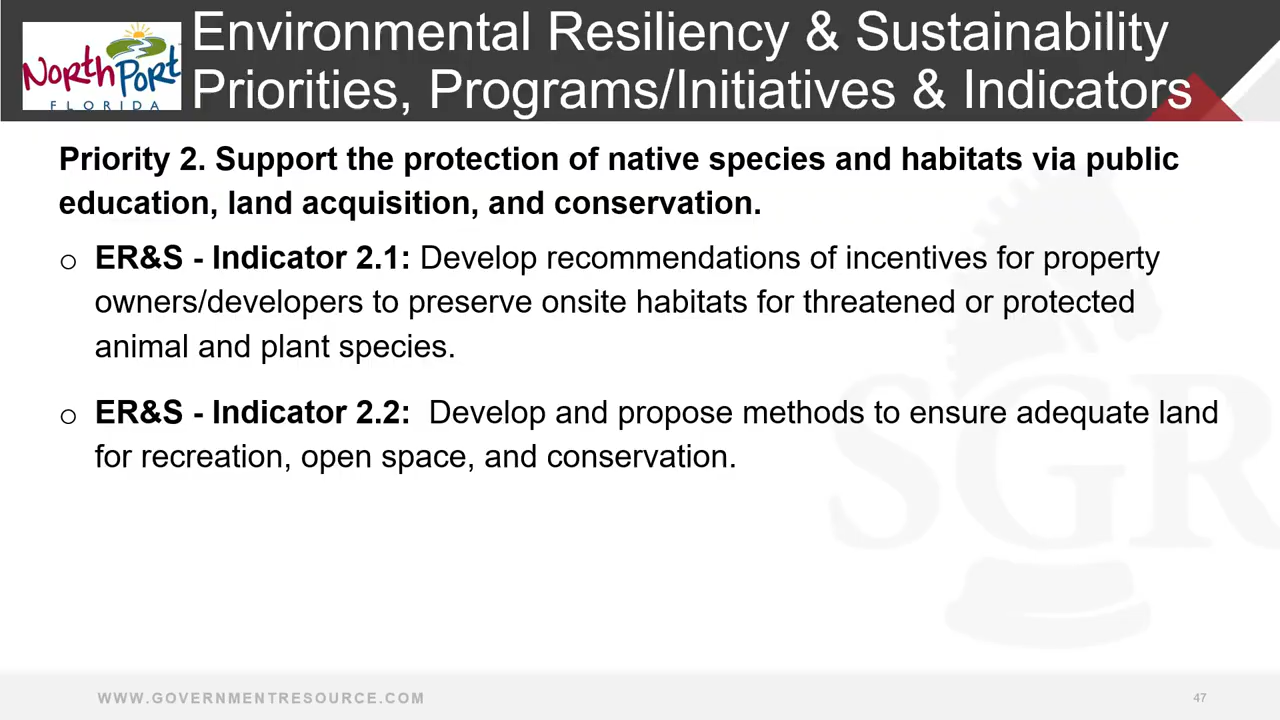 Environmental Resiliency & Sustainability
Priorities, Programs/Initiatives & Indicators
North Port
FLORIDA
Priority 2. Support the protection of native species and habitats via public
education, land acquisition, and conservation.
o ER&S - Indicator 2.1: Develop recommendations of incentives for property
owners/developers to preserve onsite habitats for threatened or protected
animal and plant species.
o ER&S - Indicator 2.2:  Develop and propose methods to ensure adequate land
for recreation, open space, and conservation.
SGR
WWW.GOVERNMENTRESOURCE.COM
47